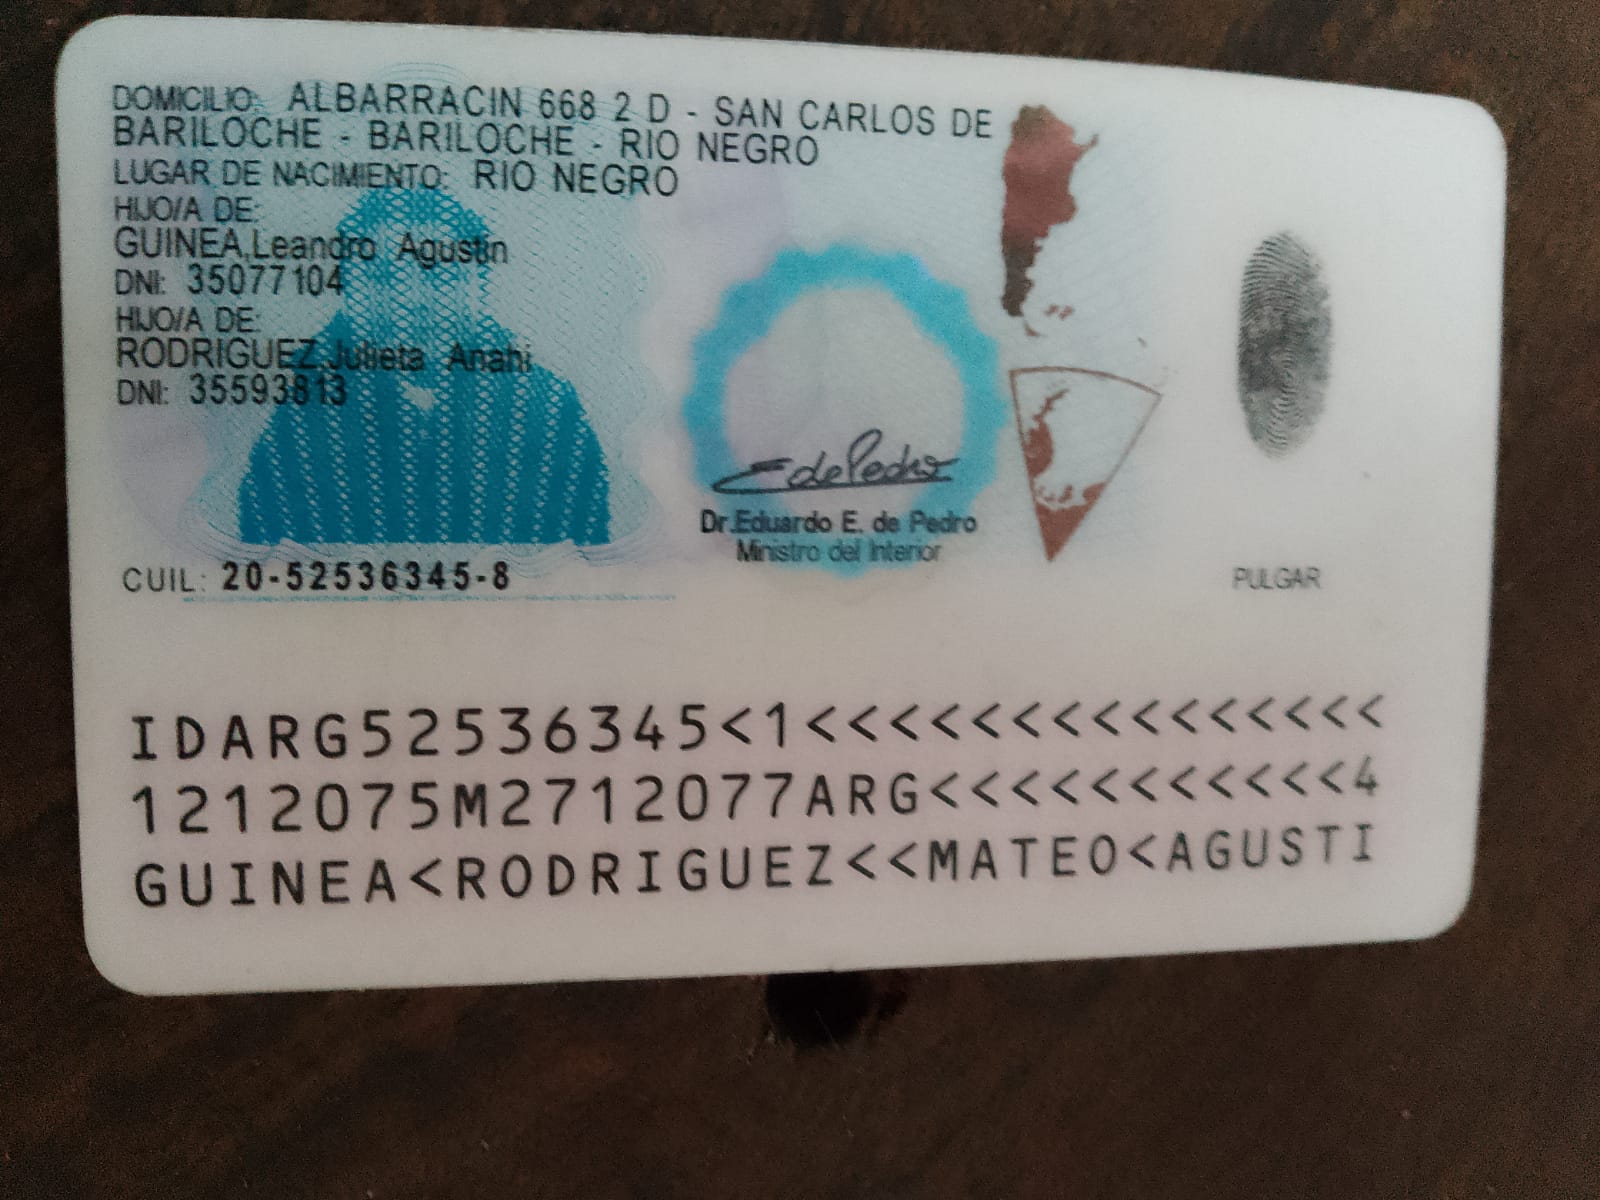 DOMICILIO: ALBARRACIN 668 2 D - SAN CARLOS DE
BARILOCHE - BARILOCHE - RIO NEGRO
LUGAR DE NACIMIENTO: RIO NEGRO
HIJO/A DE:
GUINEA,Leandro Agustin
DNI: 35077104
HIJO/A DE:
RODRIGUEZ,Julieta Anahi
DNI: 35593813
E de Pedro
Dr.Eduardo E. de Pedro
Ministro del Interior
CUIL: 20-52536345-8
PULGAR
IDARG52536345<1<<<<<<<<<<<<<<<
1212075M2712077ARG<<<<<<<<<<<4
GUINEA<RODRIGUEZ<<MATEO<AGUSTI